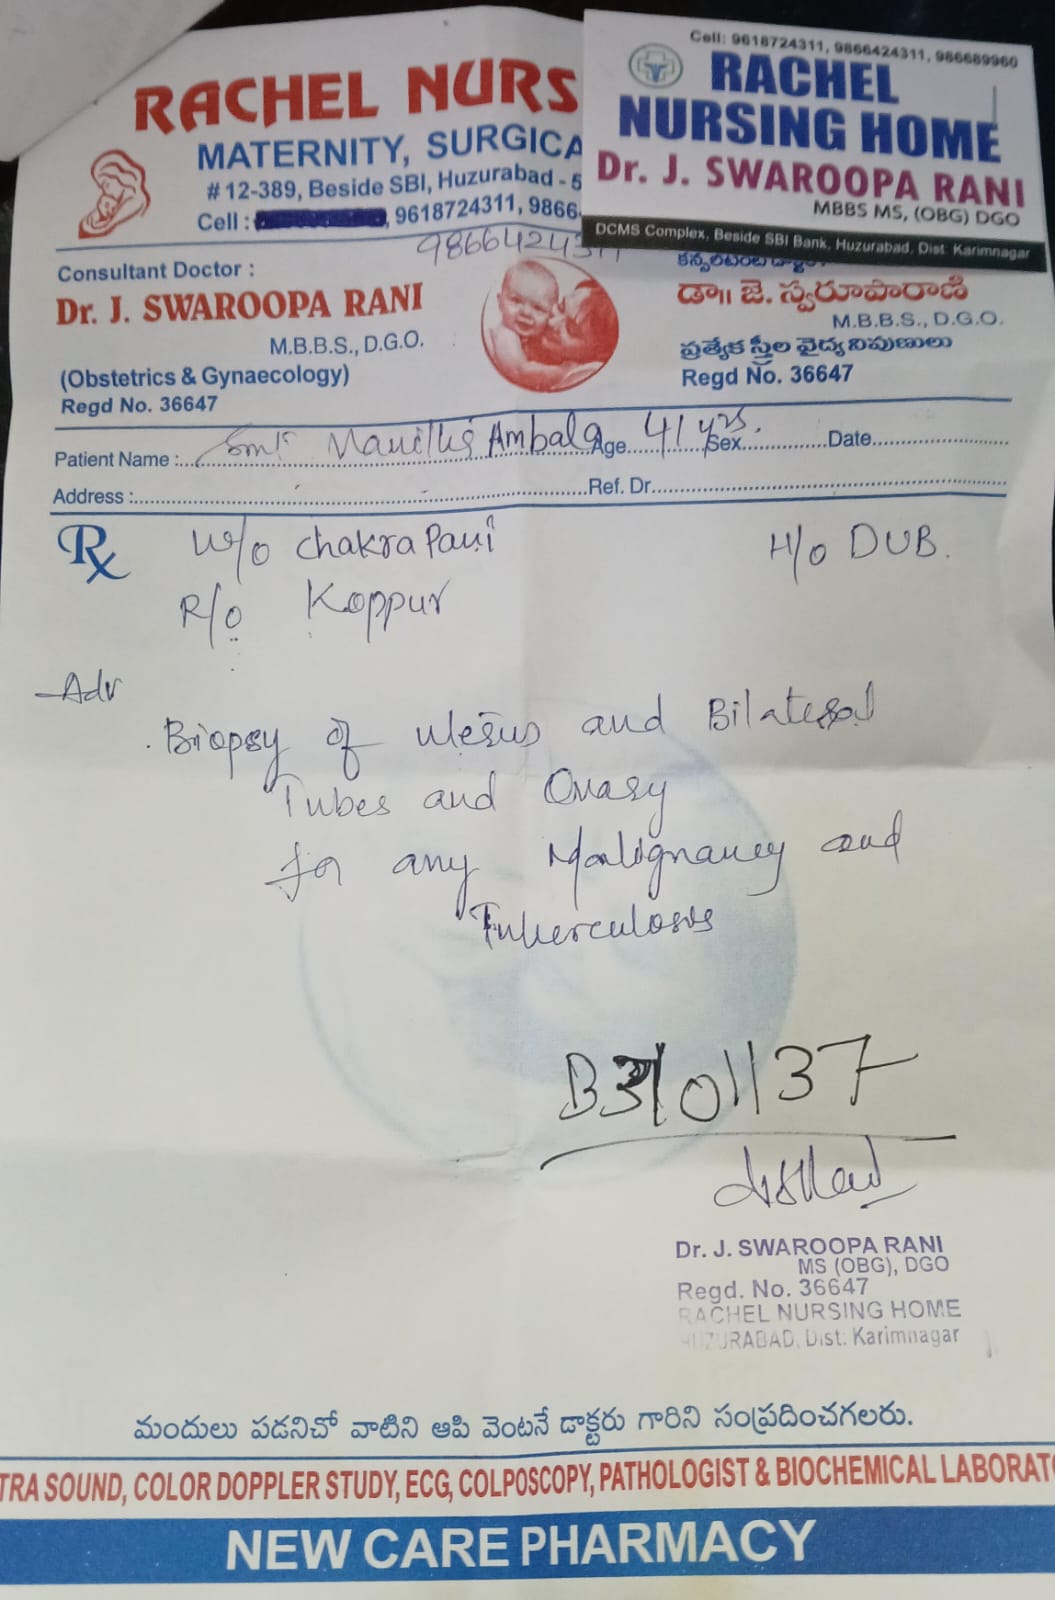 Cell: 9618724311, 9866424311, 986689960
RACHEL
NURSING HOME
Dr. J. SWAROOPA RANI
MBBS MS, (OBG) DGO
DCMS Complex, Beside SBI Bank, Huzurabad, Dist. Karimnagar
RACHEL NURS
MATERNITY, SURGICA
# 12-389, Beside SBI, Huzurabad - 5
Cell : , 9618724311, 9866
9866424311
Consultant Doctor :
Dr. J. SWAROOPA RANI
M.B.B.S., D.G.O.
(Obstetrics & Gynaecology)
Regd No. 36647
కన్సల్టెంట్ డాక్టర్:
డా॥ జె. స్వరూపారాణి
M.B.B.S., D.G.O.
ప్రత్యేక స్త్రీల వైద్య నిపుణులు
Regd No. 36647
Patient Name : Smt Ambala Age 41 yrs. Sex Date
Address : Ref. Dr.
Rx W/o Chakra Pani H/o DUB.
R/o Koppur
Adv
Biopsy of uterus and Bilateral
Tubes and Ovary
for any Malignancy and
Tuberculosis
01137
Dr. J. SWAROOPA RANI
MS (OBG), DGO
Regd. No. 36647
RACHEL NURSING HOME
HUZURABAD, Dist. Karimnagar
మందులు పడనిచో వాటిని ఆపి వెంటనే డాక్టరు గారిని సంప్రదించగలరు.
TRA SOUND, COLOR DOPPLER STUDY, ECG, COLPOSCOPY, PATHOLOGIST & BIOCHEMICAL LABORATO
NEW CARE PHARMACY